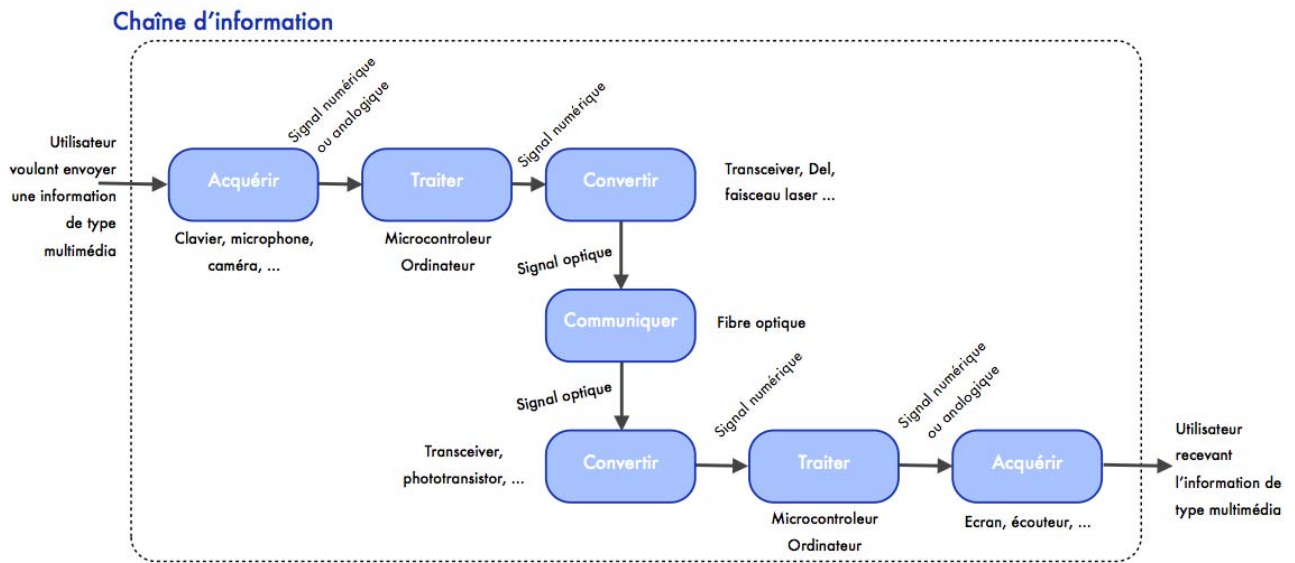 Chaîne d'information
Utilisateur
voulant envoyer
une information
de type
multimédia
Acquérir
Clavier, microphone,
caméra, ...
Signal numérique
ou analogique
Traiter
Microcontroleur
Ordinateur
Signal numérique
Convertir
Transceiver, Del,
faisceau laser ...
Signal optique
Communiquer
Fibre optique
Signal optique
Convertir
Transceiver,
phototransistor, ...
Signal numérique
Traiter
Microcontroleur
Ordinateur
Signal numérique
ou analogique
Acquérir
Ecran, écouteur, ...
Utilisateur
recevant
l'information de
type multimédia